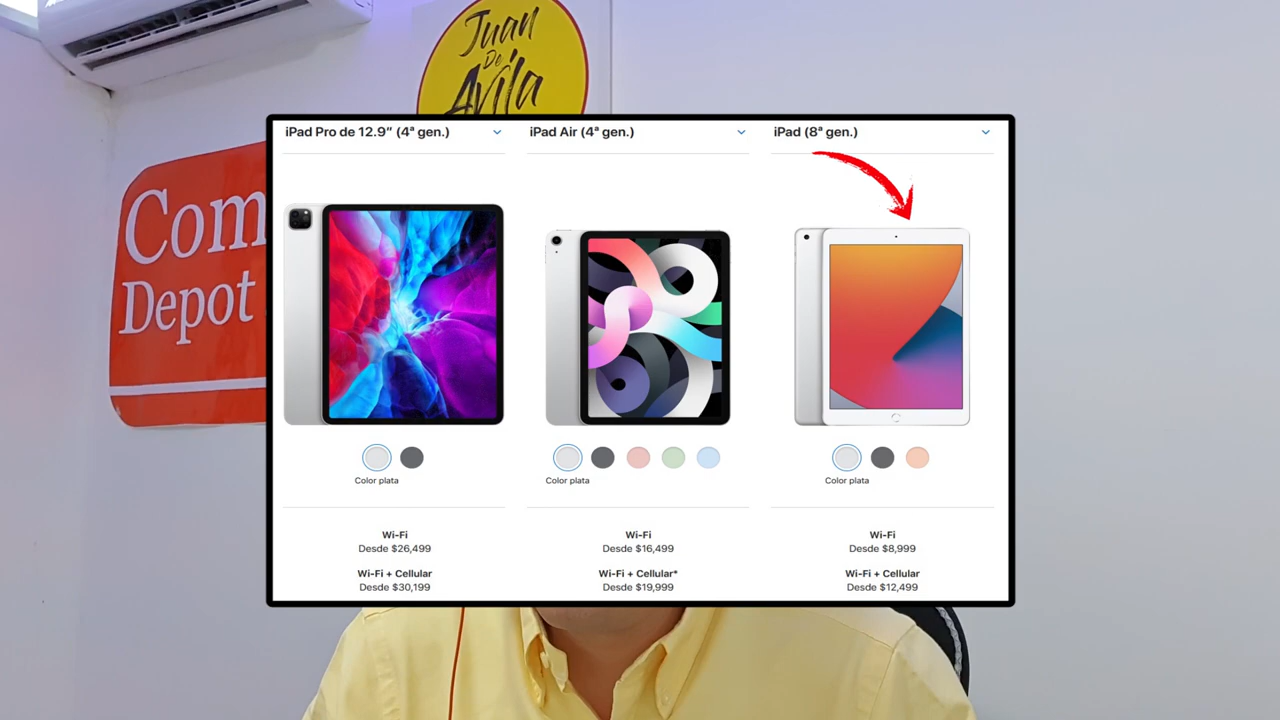 Juan
De
Avila
Com
Depot
iPad Pro de 12.9“ (4ª gen.)
iPad Air (4ª gen.)
iPad (8ª gen.)
Color plata
Color plata
Color plata
Wi-Fi
Desde $26,499
Wi-Fi + Cellular
Desde $30,199
Wi-Fi
Desde $16,499
Wi-Fi + Cellular*
Desde $19,999
Wi-Fi
Desde $8,999
Wi-Fi + Cellular
Desde $12,499